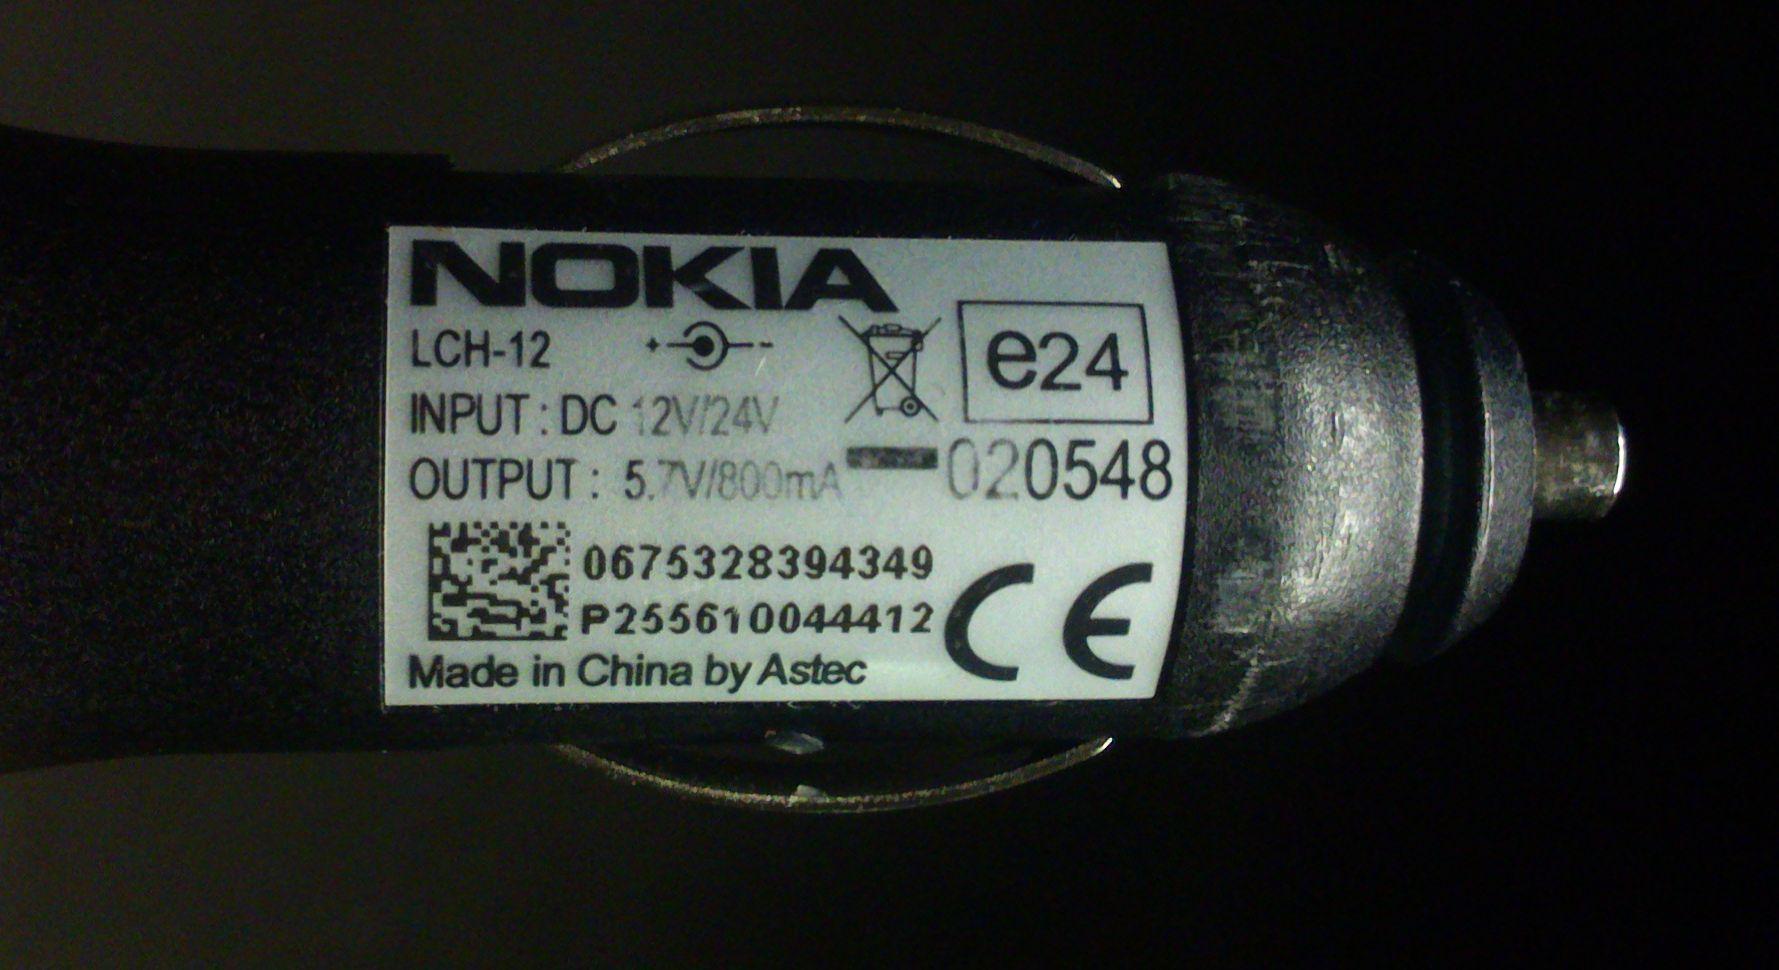 NOKIA
LCH-12 + -
e24
INPUT : DC 12V/24V
OUTPUT : 5.7V/800mA
020548
0675328394349
P255610044412
CE
Made in China by Astec